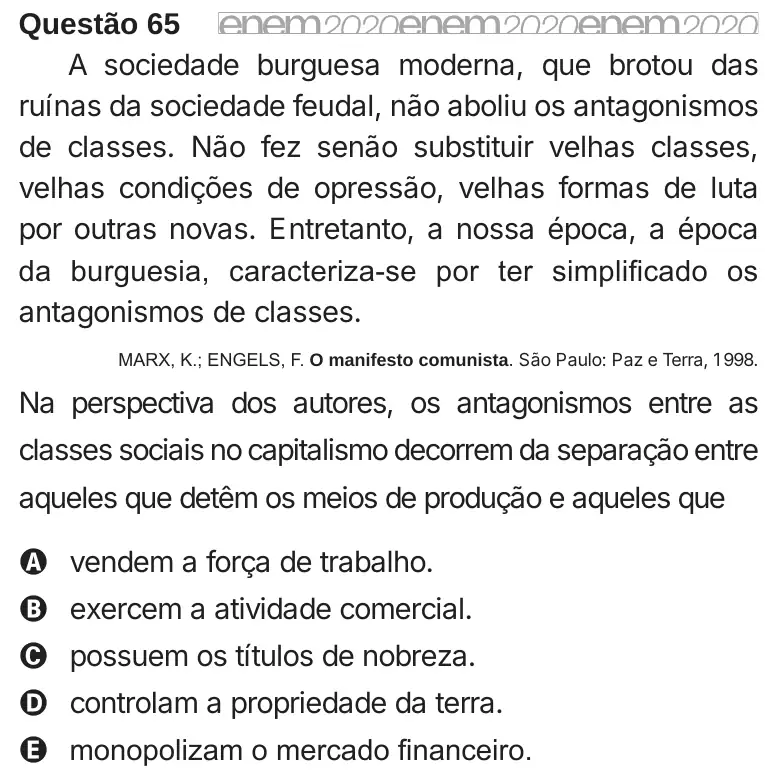 Questão 65 enem2020enem2020enem2020
A sociedade burguesa moderna, que brotou das
ruínas da sociedade feudal, não aboliu os antagonismos
de classes. Não fez senão substituir velhas classes,
velhas condições de opressão, velhas formas de luta
por outras novas. Entretanto, a nossa época, a época
da burguesia, caracteriza-se por ter simplificado os
antagonismos de classes.
MARX, K.; ENGELS, F. O manifesto comunista. São Paulo: Paz e Terra, 1998.
Na perspectiva dos autores, os antagonismos entre as
classes sociais no capitalismo decorrem da separação entre
aqueles que detêm os meios de produção e aqueles que
A vendem a força de trabalho.
B exercem a atividade comercial.
C possuem os títulos de nobreza.
D controlam a propriedade da terra.
E monopolizam o mercado financeiro.